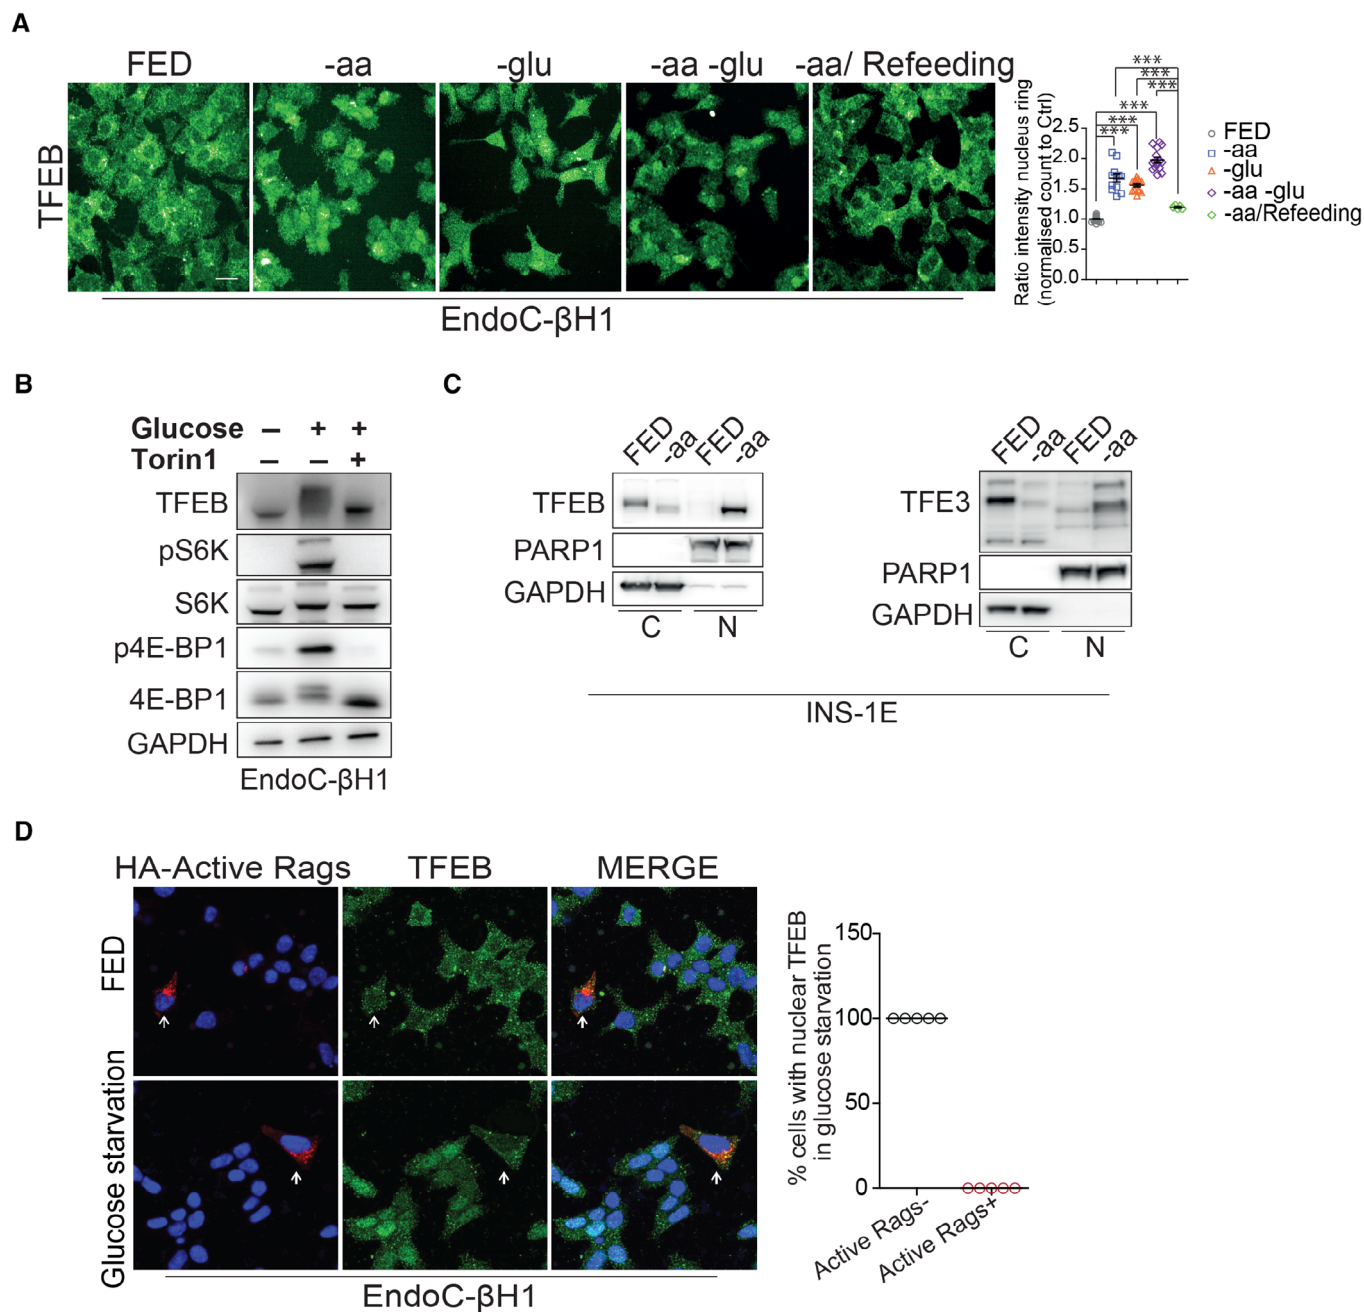 A
FED
-aa
-glu
-aa -glu
-aa/ Refeeding
TFEB
EndoC-βH1
Ratio intensity nucleus ring
(normalised count to Ctrl)
2.5
2.0
1.5
1.0
0.5
0.0
***
***
***
***
***
***
FED
-aa
-glu
-aa -glu
-aa/Refeeding
B
Glucose – + +
Torin1 – – +
TFEB
pS6K
S6K
p4E-BP1
4E-BP1
GAPDH
EndoC-βH1
C
FED -aa FED -aa
TFEB
PARP1
GAPDH
C N
FED -aa FED -aa
TFE3
PARP1
GAPDH
C N
INS-1E
D
HA-Active Rags
TFEB
MERGE
FED
Glucose starvation
EndoC-βH1
% cells with nuclear TFEB
in glucose starvation
150
100
50
0
Active Rags-
Active Rags+